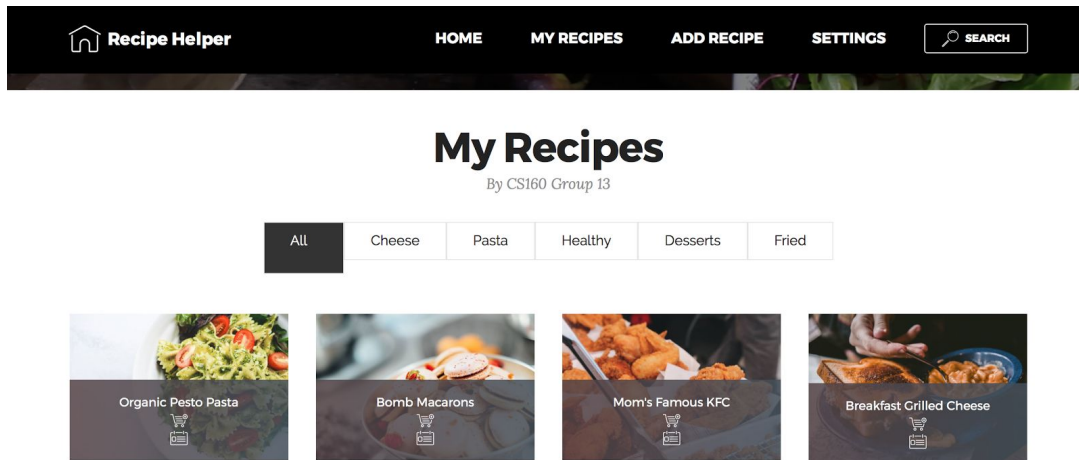 Recipe Helper HOME MY RECIPES ADD RECIPE SETTINGS SEARCH
My Recipes
By CS160 Group 13
All Cheese Pasta Healthy Desserts Fried
Organic Pesto Pasta Bomb Macarons Mom's Famous KFC Breakfast Grilled Cheese